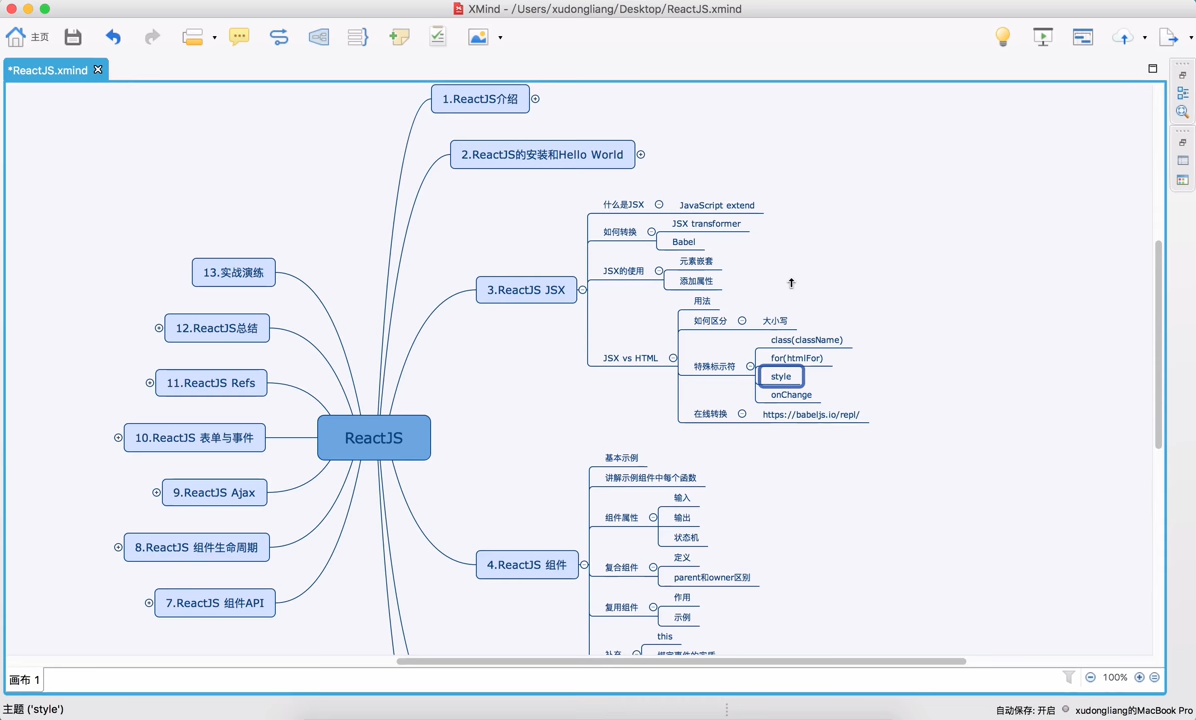 XMind - /Users/xudongliang/Desktop/ReactJS.xmind
主页
*ReactJS.xmind
1.ReactJS介绍
2.ReactJS的安装和Hello World
什么是JSX
JavaScript extend
如何转换
JSX transformer
Babel
3.ReactJS JSX
JSX的使用
元素嵌套
添加属性
JSX vs HTML
用法
如何区分
大小写
特殊标示符
class(className)
for(htmlFor)
style
onChange
在线转换
https://babeljs.io/repl/
13.实战演练
12.ReactJS总结
11.ReactJS Refs
10.ReactJS 表单与事件
9.ReactJS Ajax
8.ReactJS 组件生命周期
7.ReactJS 组件API
ReactJS
4.ReactJS 组件
基本示例
讲解示例组件中每个函数
组件属性
输入
输出
状态机
复合组件
定义
parent和owner区别
复用组件
作用
示例
this
画布 1
100%
主题 ('style')
自动保存: 开启
xudongliang的MacBook Pro